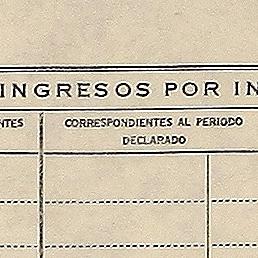 INGRESOS POR IN
NTES
CORRESPONDIENTES AL PERIODO
DECLARADO